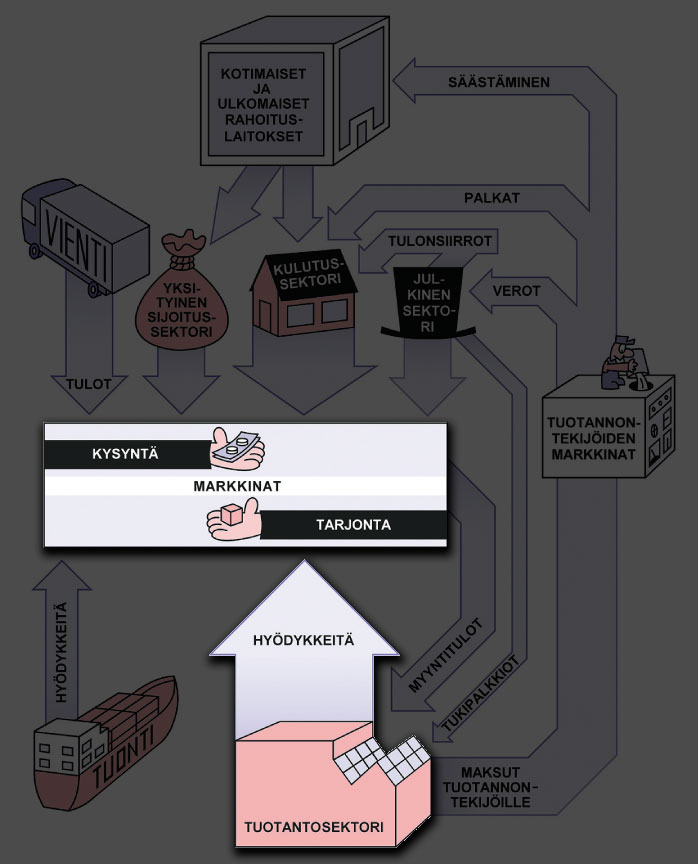 KOTIMAISET
JA
ULKOMAISET
RAHOITUS-
LAITOKSET
SÄÄSTÄMINEN
PALKAT
TULONSIIRROT
VIENTI
YKSI-
TYINEN
SIJOITUS-
SEKTORI
KULUTUS-
SEKTORI
JUL-
KINEN
SEKTO-
RI
VEROT
TULOT
TUOTANNON-
TEKIJÖIDEN
MARKKINAT
KYSYNTÄ
MARKKINAT
TARJONTA
HYÖDYKKEITÄ
HYÖDYKKEITÄ
MYYNTITULOT
TUKIPALKKIOT
TUONTI
MAKSUT
TUOTANNON-
TEKIJÖILLE
TUOTANTOSEKTORI